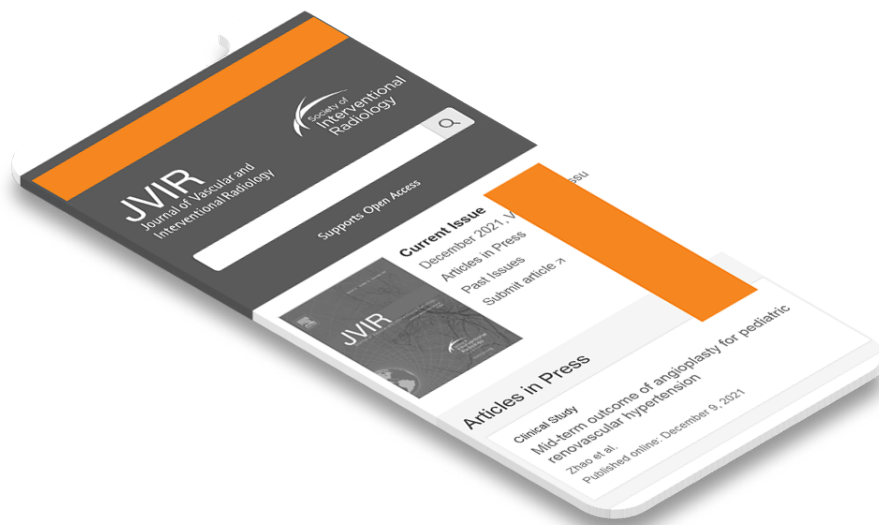 JVIR
Journal of Vascular and
Interventional Radiology
Society of
Interventional
Radiology
Supports Open Access
Current Issue
December 2021, V
ssu
Articles in Press
Past Issues
Submit article ↗
JVIR
Articles in Press
Clinical Study
Mid-term outcome of angioplasty for pediatric
renovascular hypertension
Zhao et al.
Published online: December 9, 2021